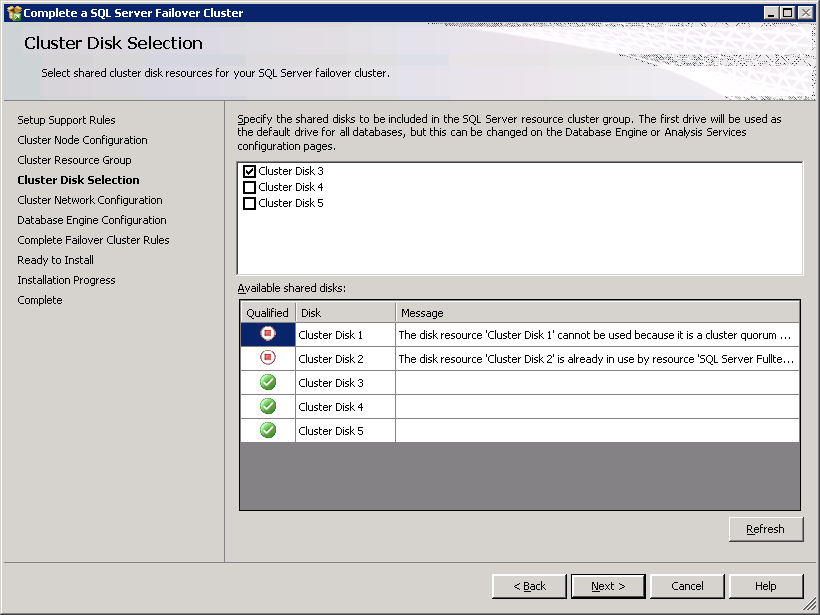 Complete a SQL Server Failover Cluster
Cluster Disk Selection
Select shared cluster disk resources for your SQL Server failover cluster.
Setup Support Rules
Cluster Node Configuration
Cluster Resource Group
Cluster Disk Selection
Cluster Network Configuration
Database Engine Configuration
Complete Failover Cluster Rules
Ready to Install
Installation Progress
Complete
Specify the shared disks to be included in the SQL Server resource cluster group. The first drive will be used as
the default drive for all databases, but this can be changed on the Database Engine or Analysis Services
configuration pages.
Cluster Disk 3
Cluster Disk 4
Cluster Disk 5
Available shared disks:
Qualified Disk Message
Cluster Disk 1 The disk resource 'Cluster Disk 1' cannot be used because it is a cluster quorum ...
Cluster Disk 2 The disk resource 'Cluster Disk 2' is already in use by resource 'SQL Server Fullte...
Cluster Disk 3
Cluster Disk 4
Cluster Disk 5
Refresh
< Back Next > Cancel Help